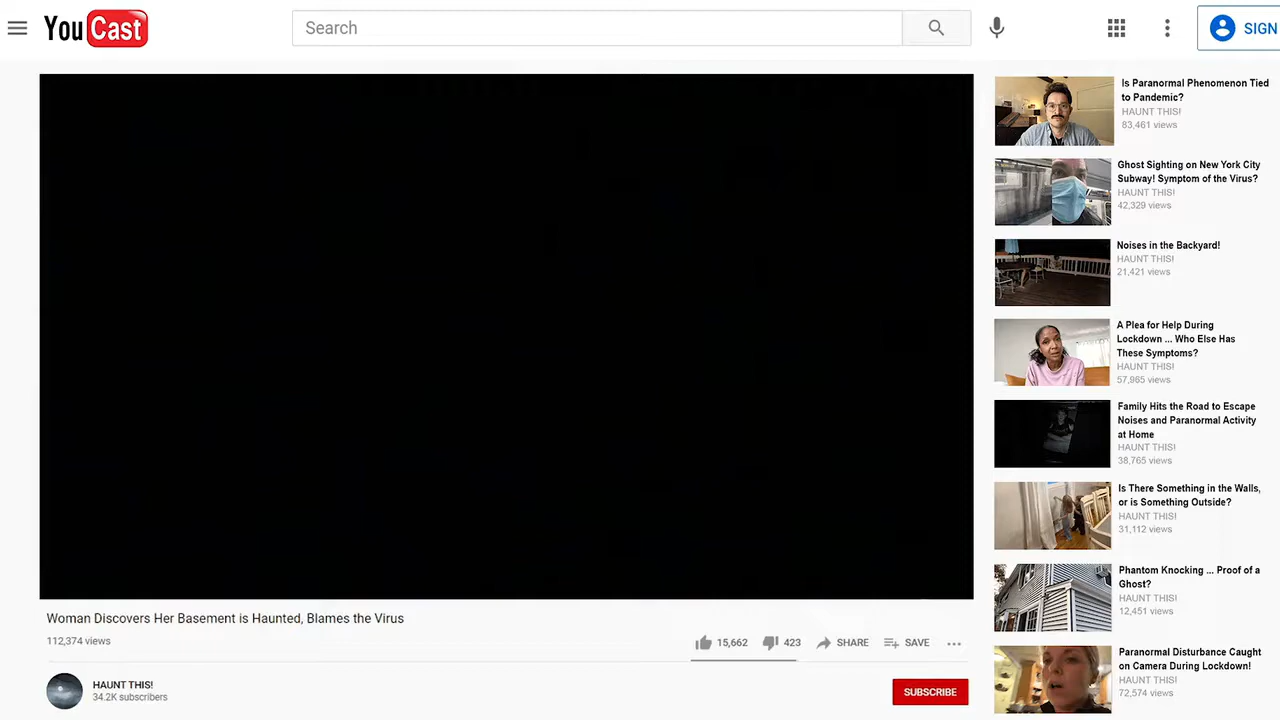 YouCast
Search
SIGN
Woman Discovers Her Basement is Haunted, Blames the Virus
112,374 views
15,662
423
SHARE
SAVE
HAUNT THIS!
34.2K subscribers
SUBSCRIBE
Is Paranormal Phenomenon Tied
to Pandemic?
HAUNT THIS!
83,461 views
Ghost Sighting on New York City
Subway! Symptom of the Virus?
HAUNT THIS!
42,329 views
Noises in the Backyard!
HAUNT THIS!
21,421 views
A Plea for Help During
Lockdown ... Who Else Has
These Symptoms?
HAUNT THIS!
57,965 views
Family Hits the Road to Escape
Noises and Paranormal Activity
at Home
HAUNT THIS!
38,765 views
Is There Something in the Walls,
or is Something Outside?
HAUNT THIS!
31,112 views
Phantom Knocking ... Proof of a
Ghost?
HAUNT THIS!
12,451 views
Paranormal Disturbance Caught
on Camera During Lockdown!
HAUNT THIS!
72,574 views